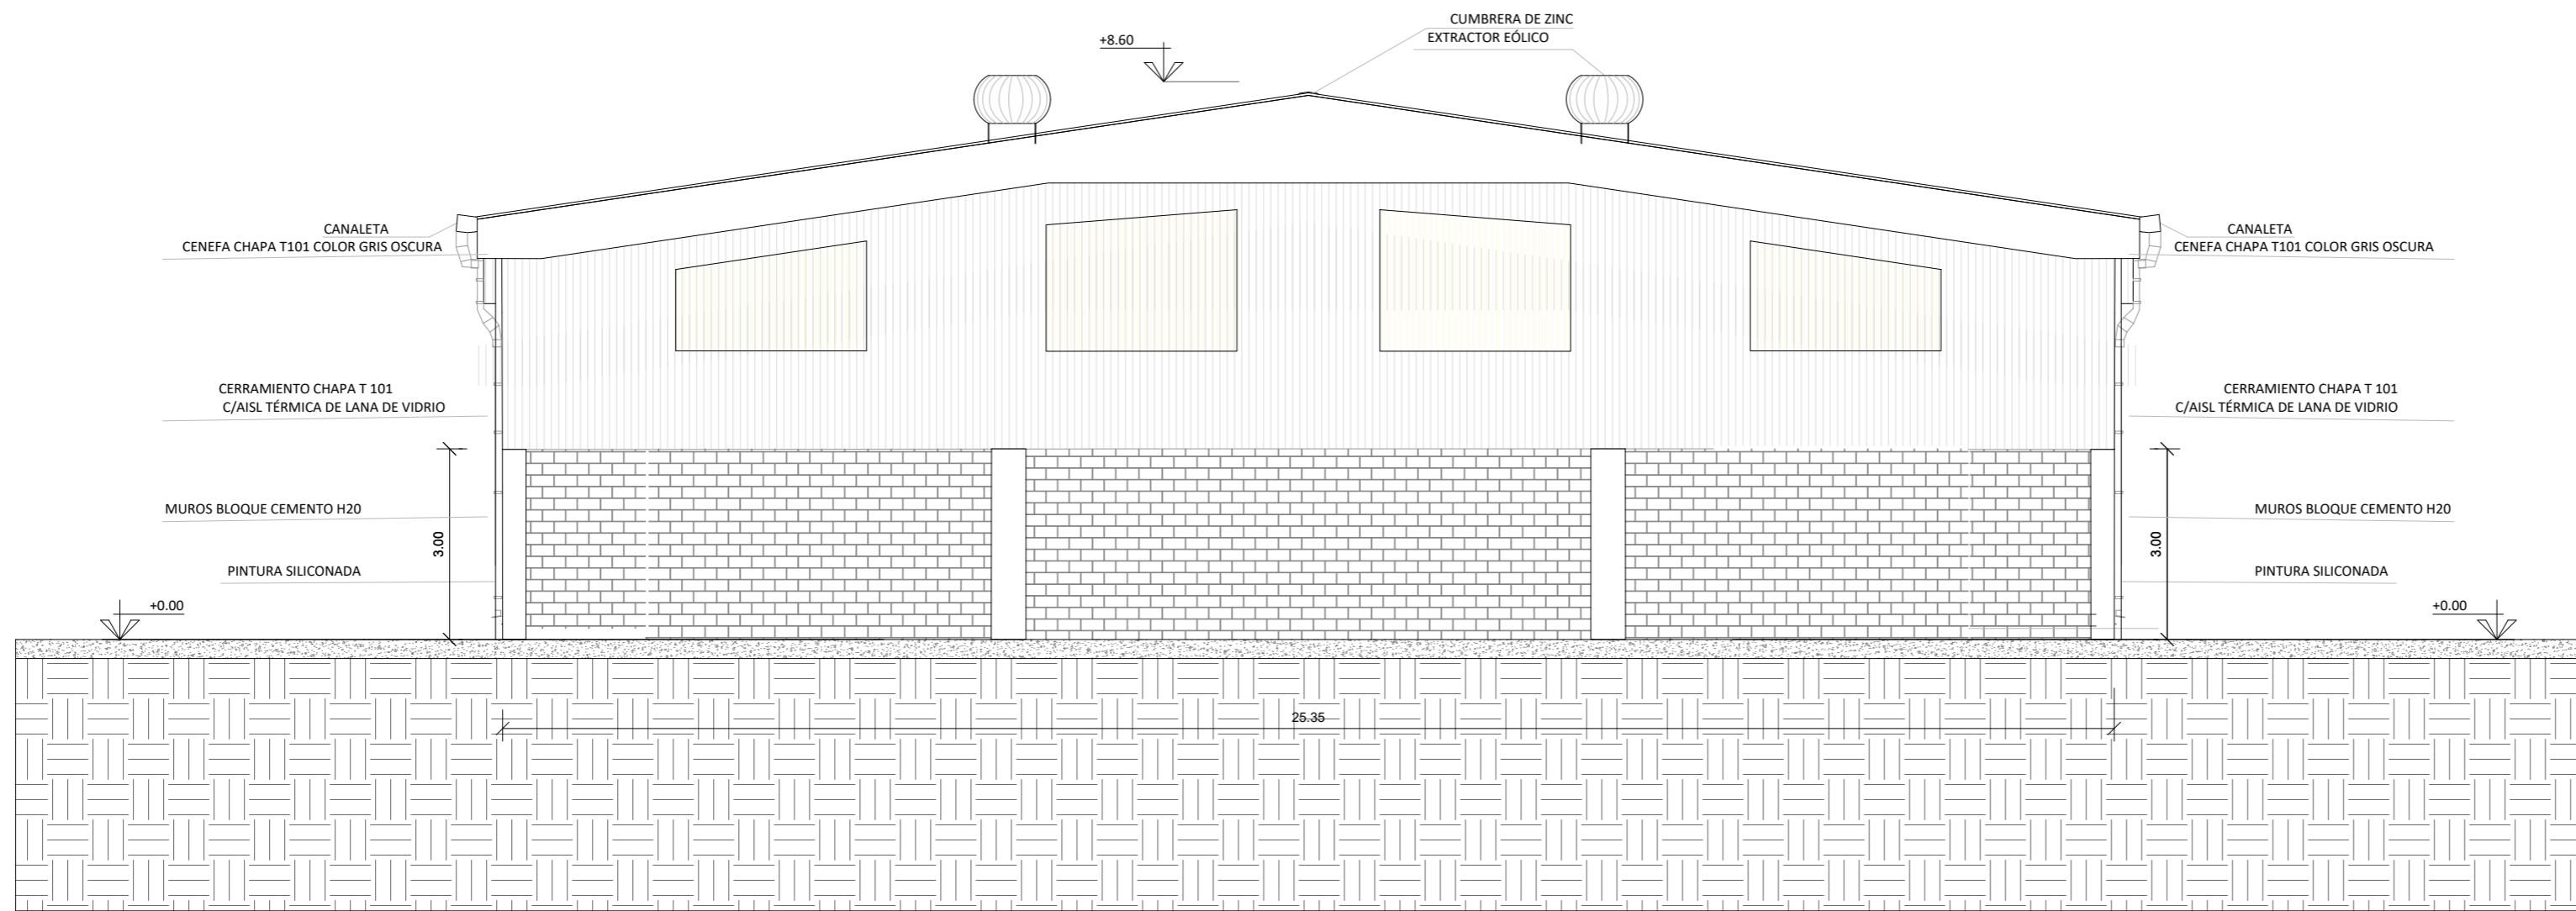 CUMBRERA DE ZINC
EXTRACTOR EÓLICO
+8.60
CANALETA
CENEFA CHAPA T101 COLOR GRIS OSCURA
CANALETA
CENEFA CHAPA T101 COLOR GRIS OSCURA
CERRAMIENTO CHAPA T 101
C/AISL TÉRMICA DE LANA DE VIDRIO
CERRAMIENTO CHAPA T 101
C/AISL TÉRMICA DE LANA DE VIDRIO
MUROS BLOQUE CEMENTO H20
3.00
PINTURA SILICONADA
+0.00
MUROS BLOQUE CEMENTO H20
3.00
PINTURA SILICONADA
+0.00
25.35